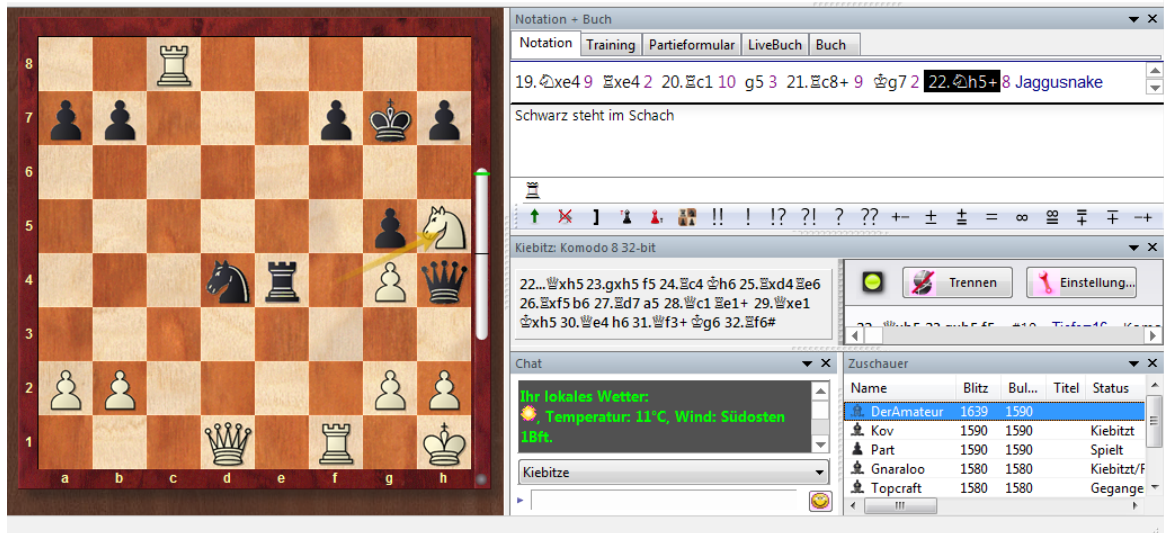 Notation + Buch
Notation Training Partieformular LiveBuch Buch
19.♘xe4 9 ♖xe4 2 20.♖c1 10 g5 3 21.♖c8+ 9 ♔g7 2 22.♘h5+ 8 Jaggusnake
Schwarz steht im Schach
♖
] !! ! !? ?! ? ?? +- ± ⩲ = ∞ ⯹ ⩱ ∓ -+
Kiebitz: Komodo 8 32-bit
22...♕xh5 23.gxh5 f5 24.♖c4 ♔h6 25.♖xd4 ♖e6
26.♖xf5 b6 27.♖d7 a5 28.♕c1 ♖e1+ 29.♕xe1
♔xh5 30.♕e4 h6 31.♕f3+ ♔g6 32.♖f6#
Trennen
Einstellung...
Chat
Ihr lokales Wetter:
, Temperatur: 11°C, Wind: Südosten
1Bft.
Kiebitze
Zuschauer
Name Blitz Bul... Titel Status
DerAmateur 1639 1590
Kov 1590 1590 Kiebitzt
Part 1590 1590 Spielt
Gnaraloo 1580 1580 Kiebitzt/F
Topcraft 1580 1580 Gegange
8
7
6
5
4
3
2
1
a b c d e f g h